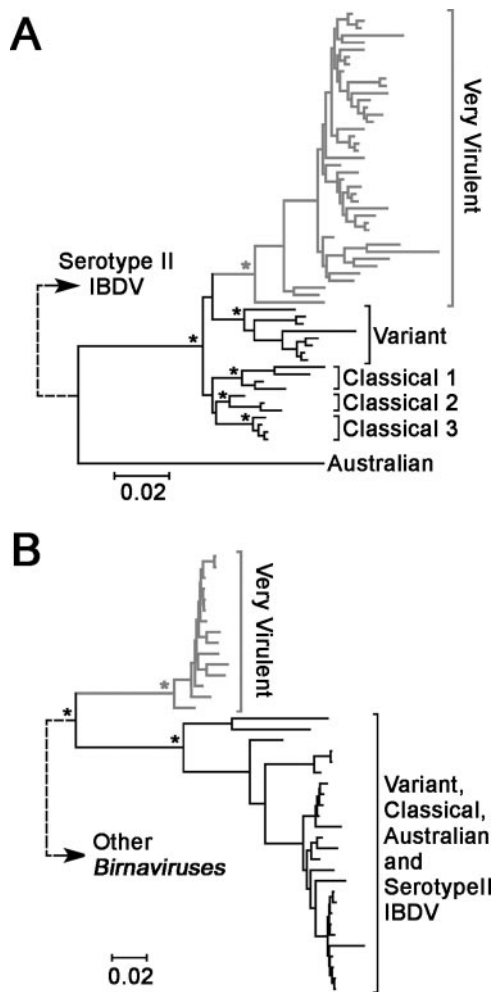 A
Very Virulent
Serotype II
IBDV
*
*
*
Variant
*
Classical 1
*
Classical 2
*
Classical 3
Australian
0.02
B
Very Virulent
*
*
*
Other
Birnaviruses
Variant,
Classical,
Australian
and
SerotypeII
IBDV
0.02